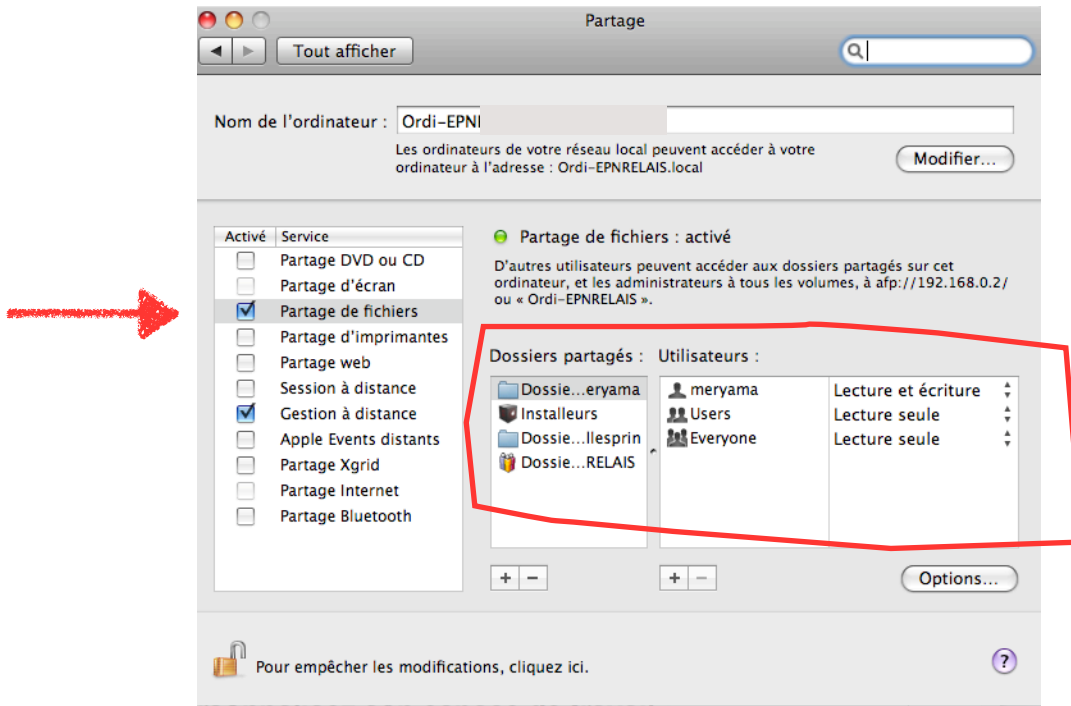 Partage
Tout afficher
Nom de l'ordinateur : Ordi-EPN
Les ordinateurs de votre réseau local peuvent accéder à votre
ordinateur à l'adresse : Ordi-EPNRELAIS.local
Modifier...
Activé Service
Partage DVD ou CD
Partage d'écran
Partage de fichiers
Partage d'imprimantes
Partage web
Session à distance
Gestion à distance
Apple Events distants
Partage Xgrid
Partage Internet
Partage Bluetooth
Partage de fichiers : activé
D'autres utilisateurs peuvent accéder aux dossiers partagés sur cet
ordinateur, et les administrateurs à tous les volumes, à afp://192.168.0.2/
ou « Ordi-EPNRELAIS ».
Dossiers partagés : Utilisateurs :
Dossie...eryama
Installeurs
Dossie...llesprin
Dossie...RELAIS
meryama Lecture et écriture
Users Lecture seule
Everyone Lecture seule
+ − + −
Options...
Pour empêcher les modifications, cliquez ici.
?